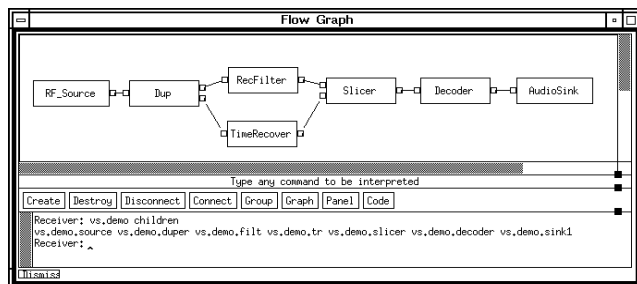 Flow Graph
RF_Source
Dup
RecFilter
TimeRecover
Slicer
Decoder
AudioSink
Type any command to be interpreted
Create Destroy Disconnect Connect Group Graph Panel Code
Receiver: vs.demo children
vs.demo.source vs.demo.duper vs.demo.filt vs.demo.tr vs.demo.slicer vs.demo.decoder vs.demo.sink1
Receiver: ^
Dismiss